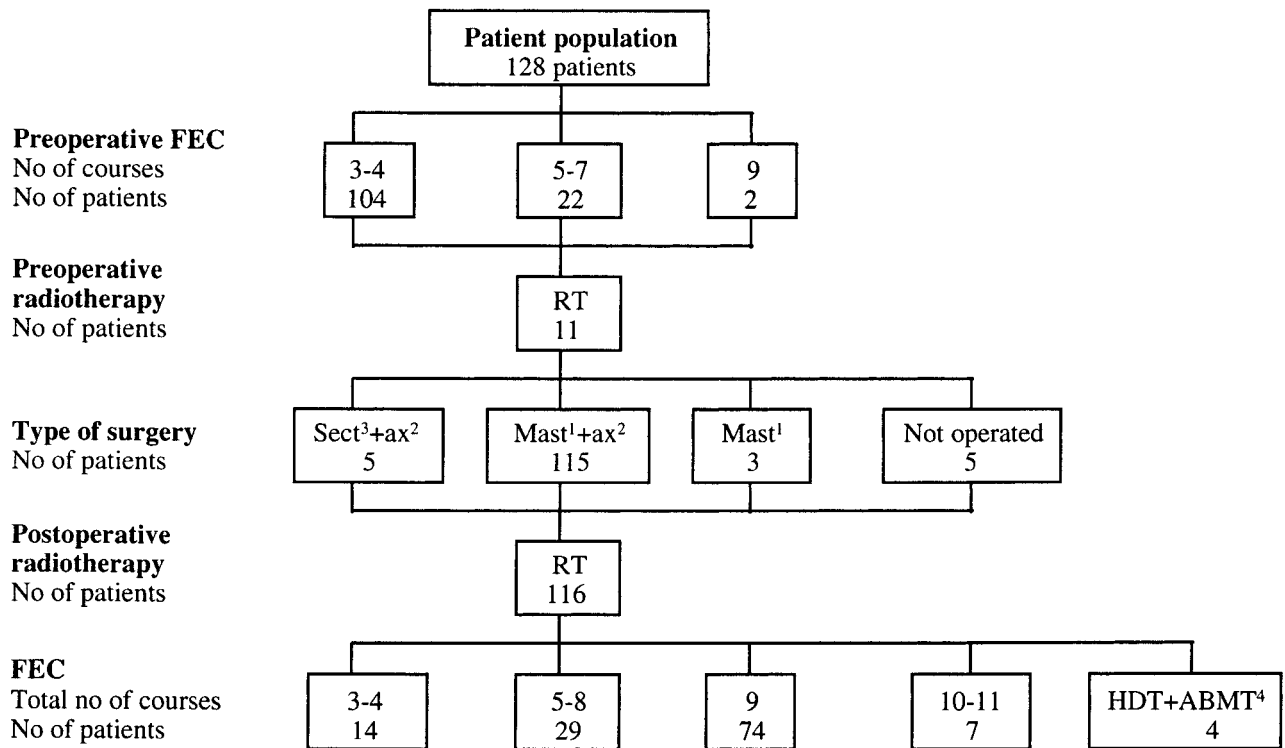 Patient population
128 patients
Preoperative FEC
No of courses
No of patients
3-4
104
5-7
22
9
2
Preoperative
radiotherapy
No of patients
RT
11
Type of surgery
No of patients
Sect³+ax²
5
Mast¹+ax²
115
Mast¹
3
Not operated
5
Postoperative
radiotherapy
No of patients
RT
116
FEC
Total no of courses
No of patients
3-4
14
5-8
29
9
74
10-11
7
HDT+ABMT⁴
4